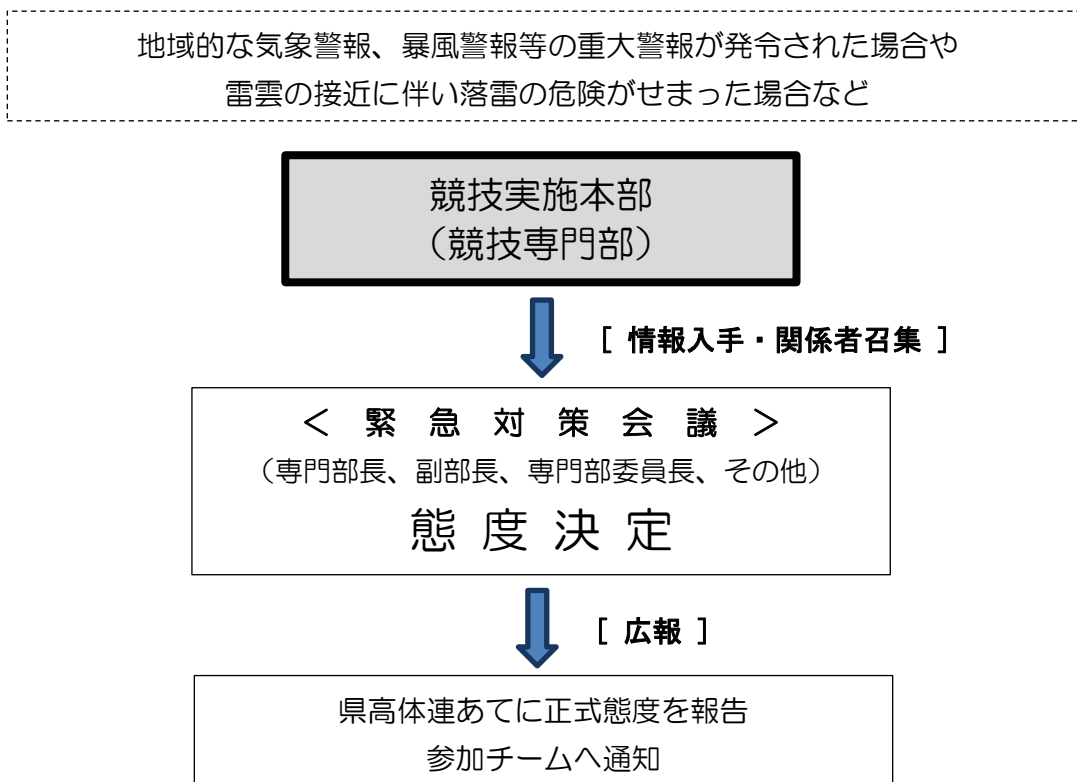 地域的な気象警報、暴風警報等の重大警報が発令された場合や
雷雲の接近に伴い落雷の危険がせまった場合など
競技実施本部
（競技専門部）
［ 情報入手・関係者召集 ］
＜ 緊 急 対 策 会 議 ＞
（専門部長、副部長、専門部委員長、その他）
態 度 決 定
［ 広報 ］
県高体連あてに正式態度を報告
参加チームへ通知